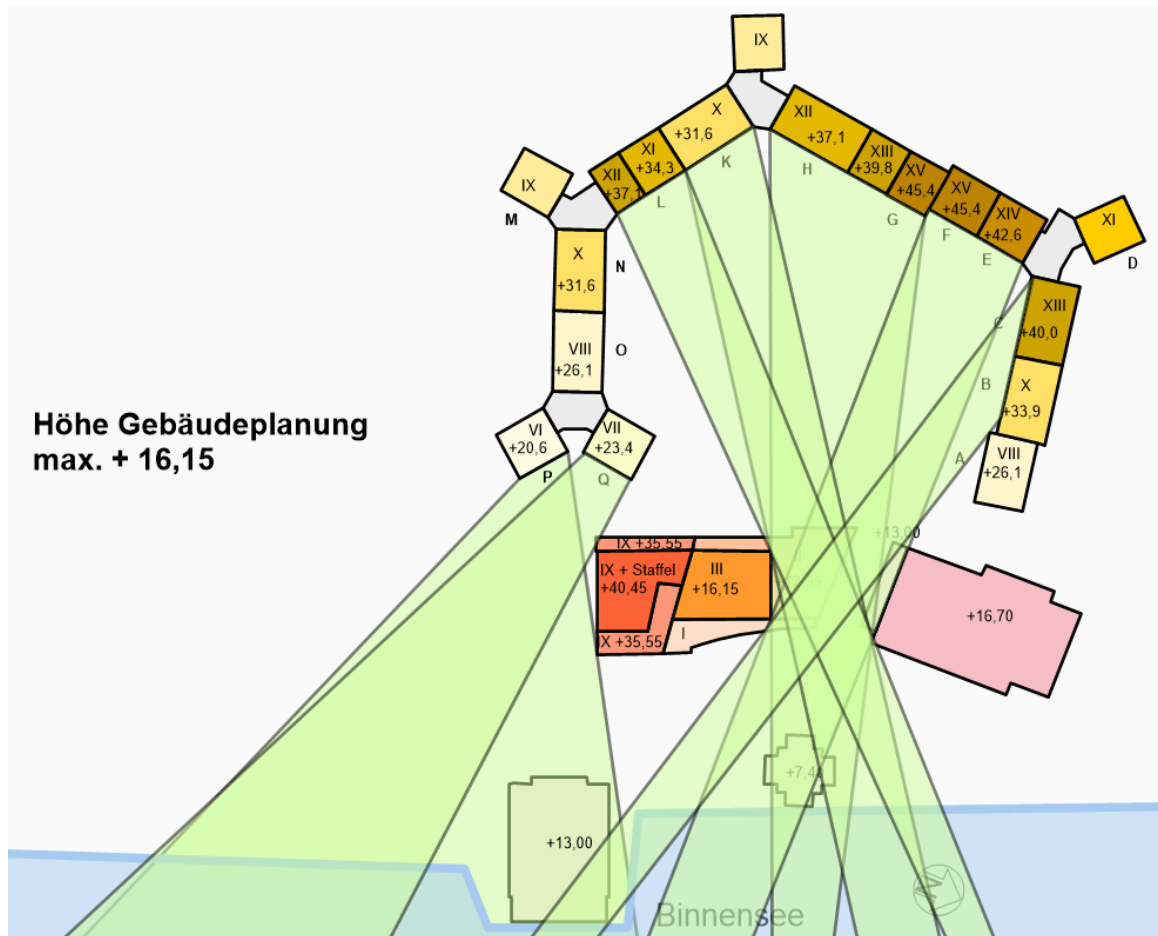 IX
X
+31,6
K
XII
+37,1
H
XIII
+39,8
XV
+45,4
G
XV
+45,4
F
XIV
+42,6
E
XI
+34,3
L
XII
+37,1
IX
M
XI
D
X
+31,6
N
VIII
+26,1
O
XIII
+40,0
C
X
+33,9
B
VIII
+26,1
A
VI
+20,6
P
VII
+23,4
Q
Höhe Gebäudeplanung
max. + 16,15
IX +35,55
IX + Staffel
+40,45
III
+16,15
IX +35,55
I
+13,00
+16,70
+13,00
N
Binnensee